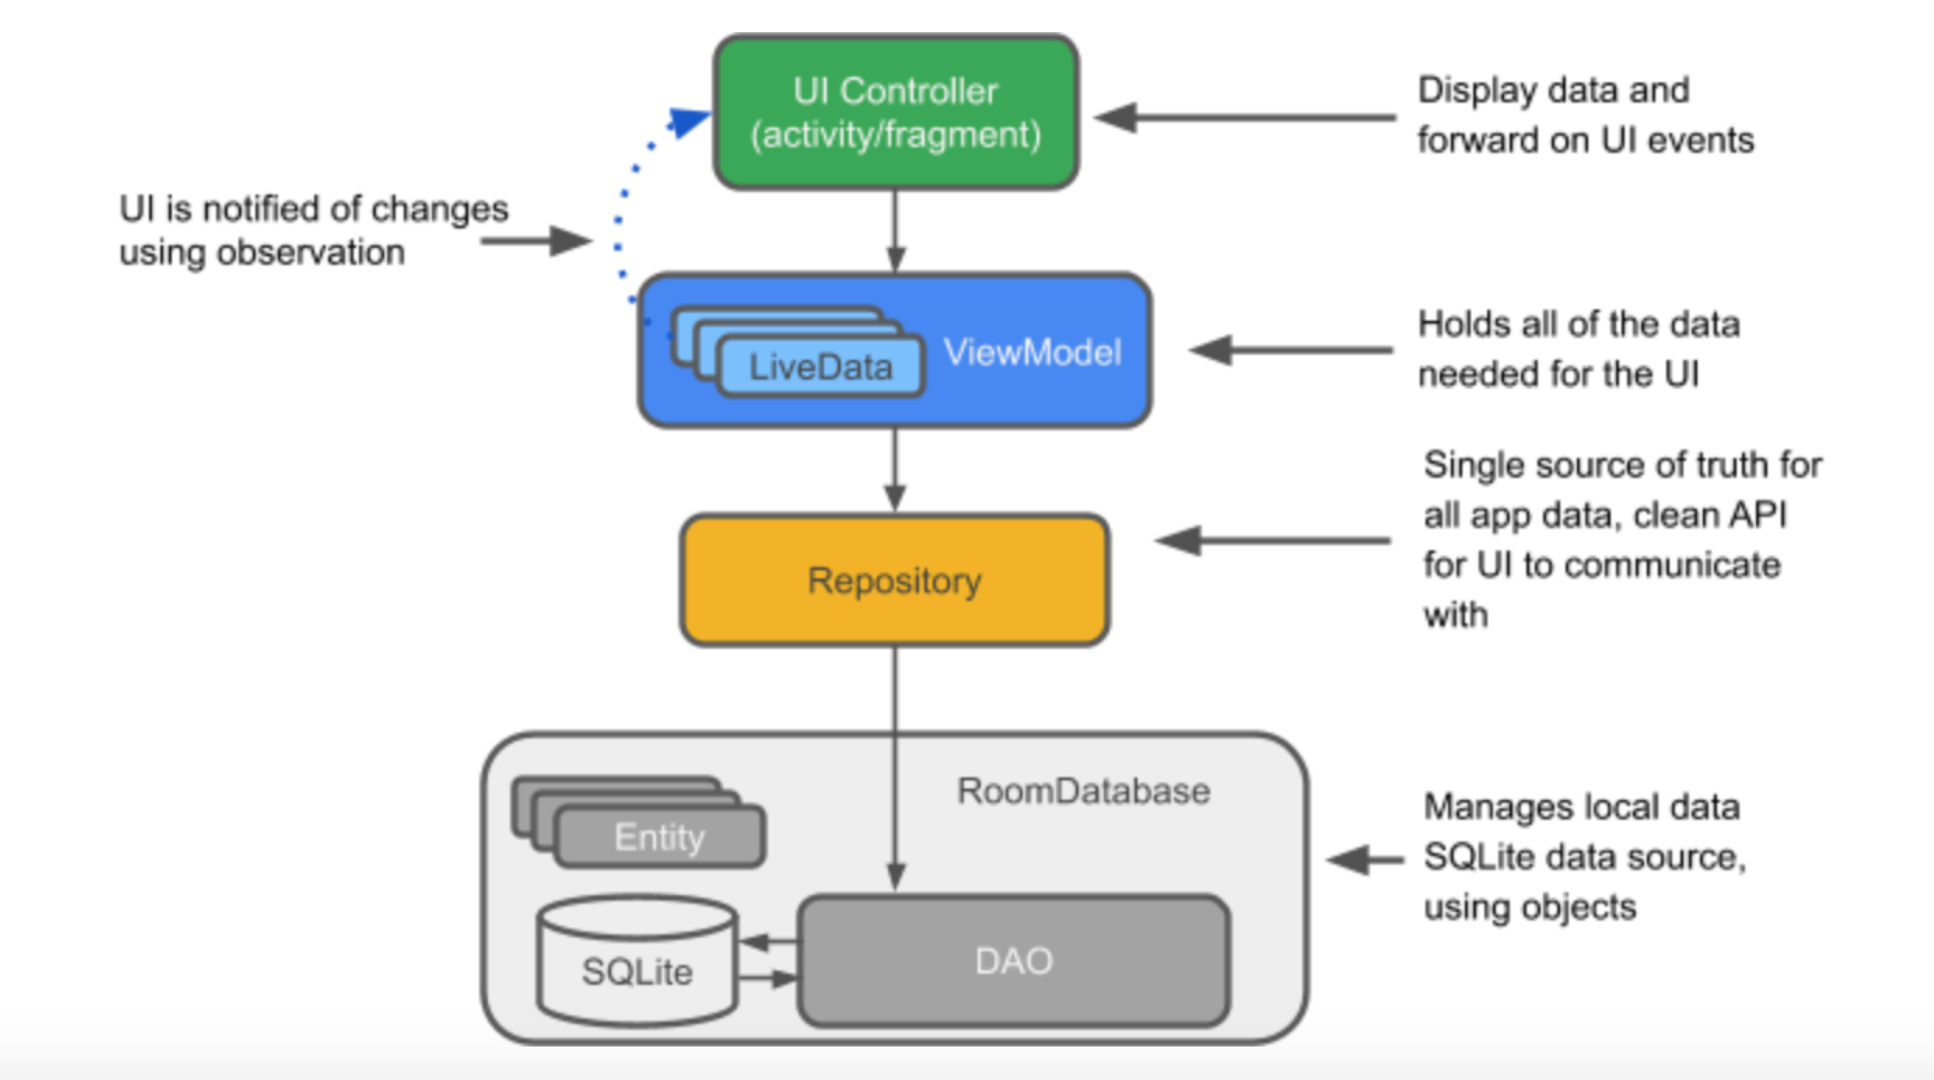 UI Controller
(activity/fragment)
Display data and
forward on UI events
UI is notified of changes
using observation
LiveData
ViewModel
Holds all of the data
needed for the UI
Single source of truth for
all app data, clean API
for UI to communicate
with
Repository
RoomDatabase
Entity
SQLite
DAO
Manages local data
SQLite data source,
using objects